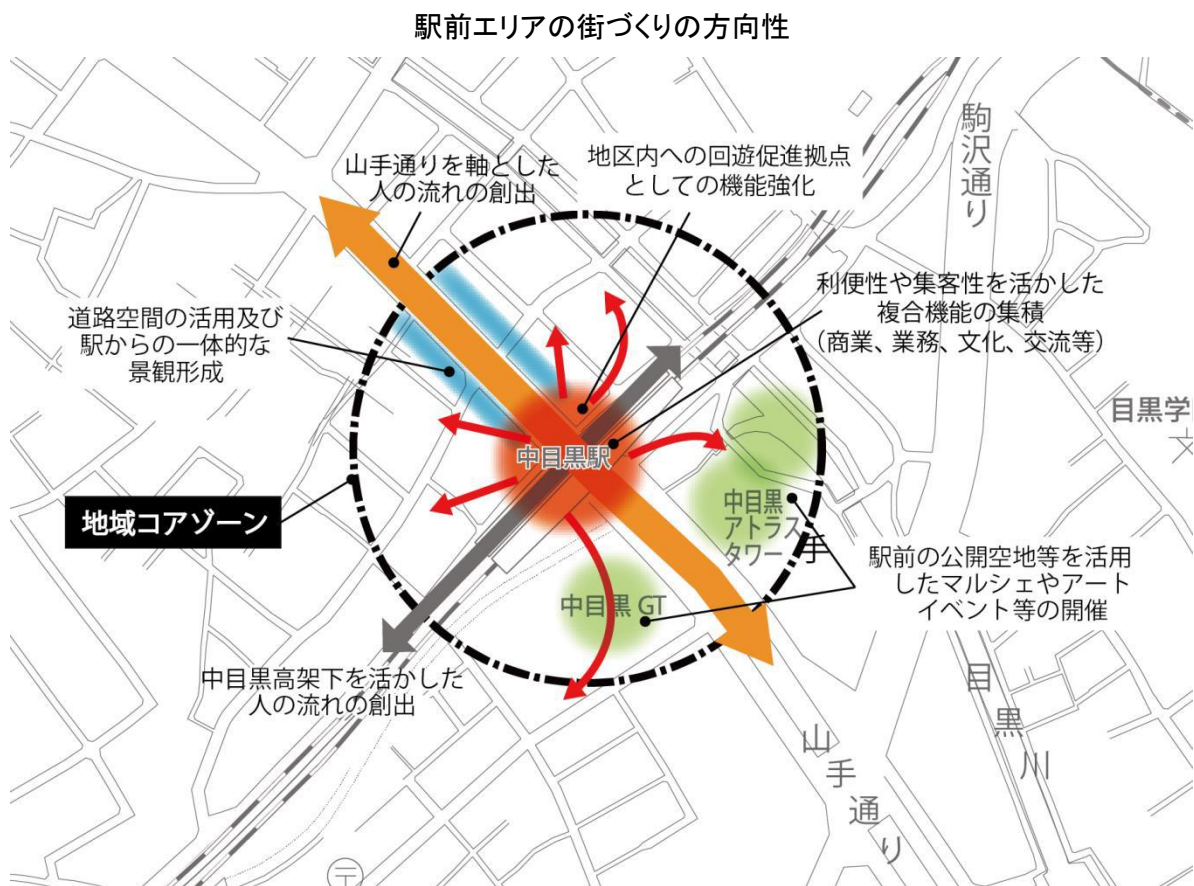 駅前エリアの街づくりの方向性
山手通りを軸とした
人の流れの創出
地区内への回遊促進拠点
としての機能強化
駒沢通り
利便性や集客性を活かした
複合機能の集積
(商業、業務、文化、交流等)
道路空間の活用及び
駅からの一体的な
景観形成
目黒学
文
中目黒駅
地域コアゾーン
中目黒
アトラス
タワー
手
駅前の公開空地等を活用
したマルシェやアート
イベント等の開催
中目黒 GT
中目黒高架下を活かした
人の流れの創出
目黒川
山手通り
〒